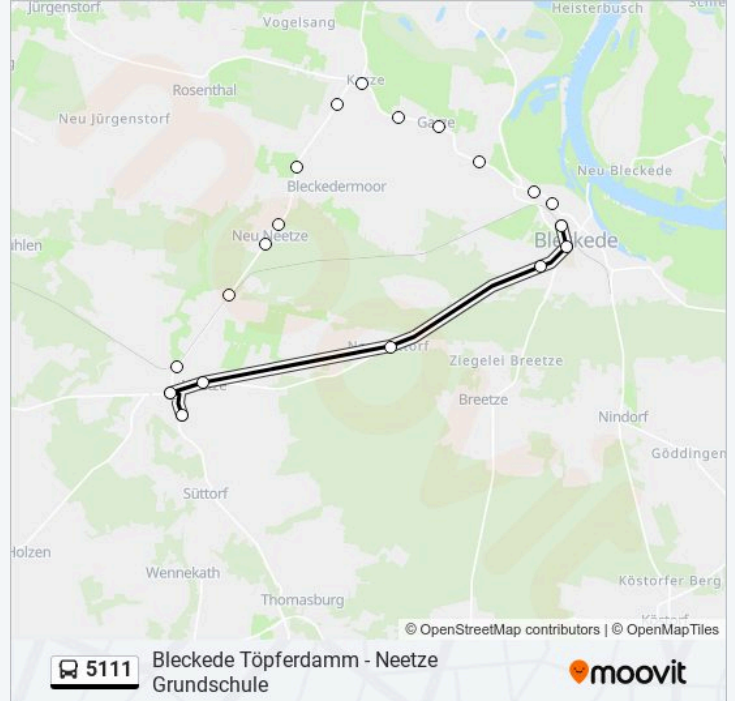 Jürgenstorf
Heisterbusch
Vogelsang
Rosenthal
Neu Jürgenstorf
Neu Bleckede
Bleckedermoor
Neu Neetze
Bleckede
Ziegelei Breetze
Breetze
Nindorf
Göddingen
Süttorf
Holzen
Wennekath
Köstorfer Berg
Thomasburg
© OpenStreetMap contributors | © OpenMapTiles
5111
Bleckede Töpferdamm - Neetze
Grundschule
moovit